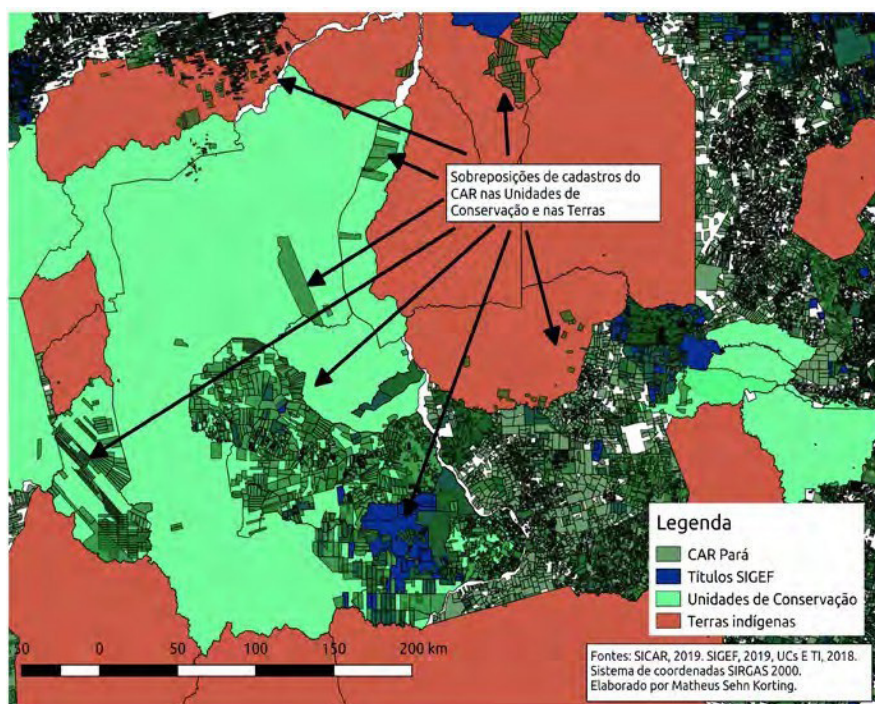 Sobreposições de cadastros do
CAR nas Unidades de
Conservação e nas Terras
Legenda
CAR Pará
Títulos SIGEF
Unidades de Conservação
Terras indígenas
50 0 50 100 150 200 km
Fontes: SICAR, 2019. SIGEF, 2019, UCs E TI, 2018.
Sistema de coordenadas SIRGAS 2000.
Elaborado por Matheus Sehn Korting.